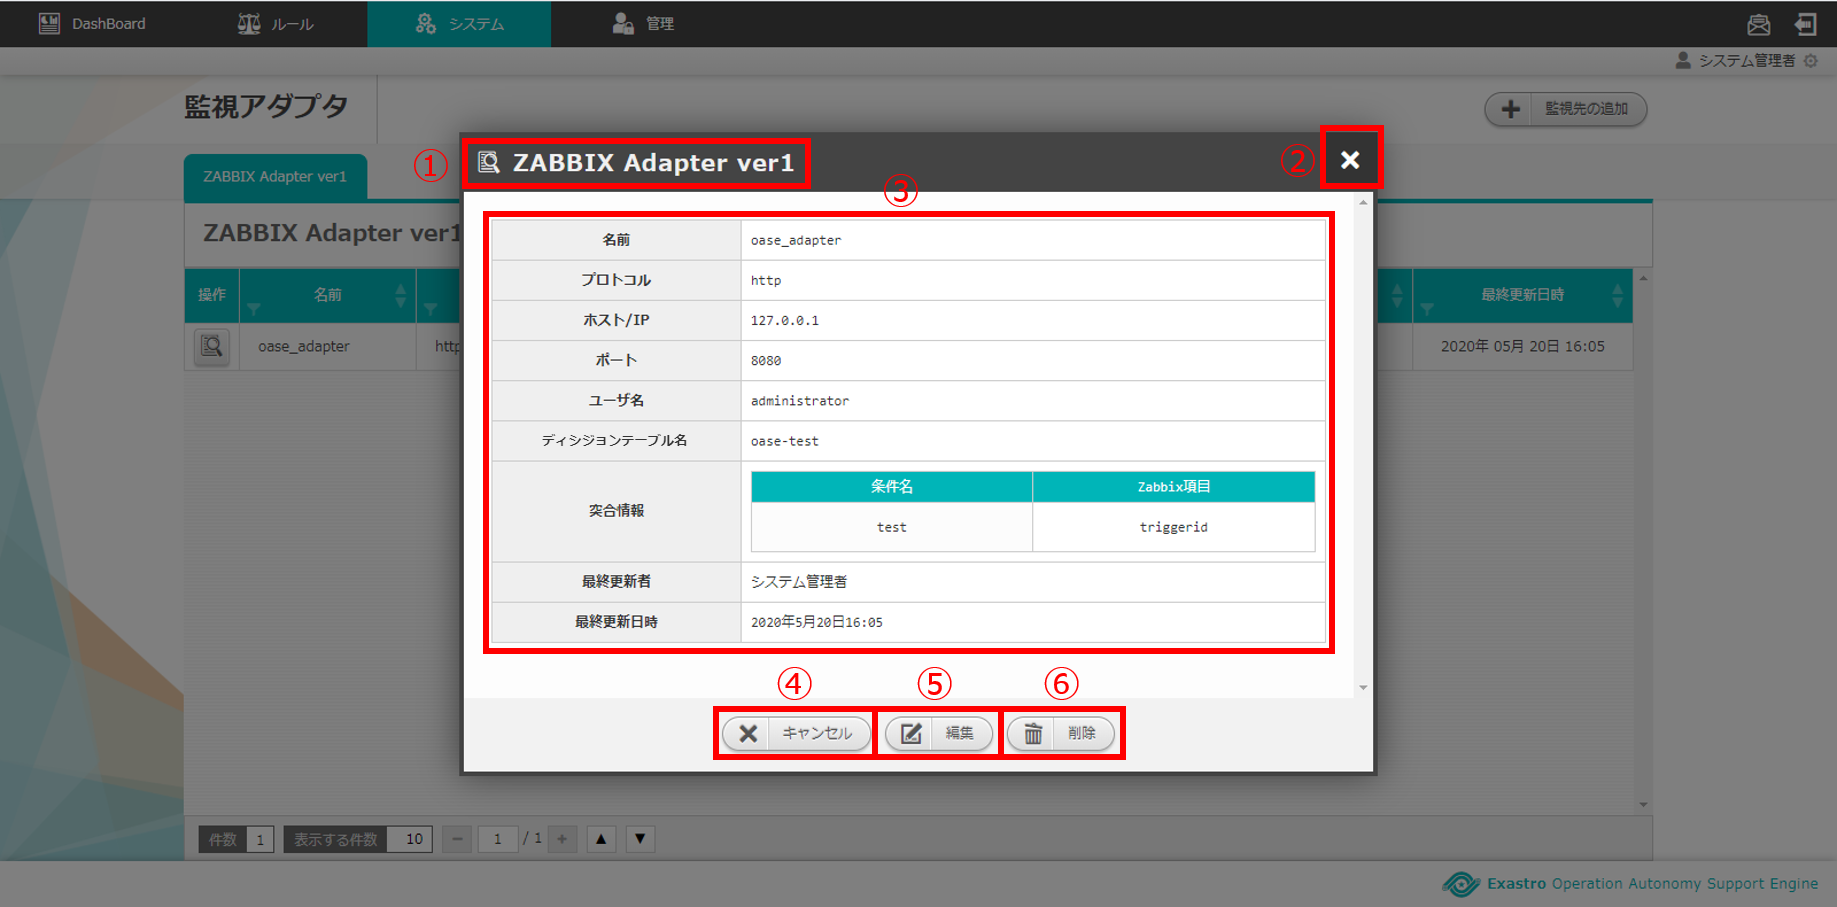 DashBoard ルール システム 管理
システム管理者
監視アダプタ
監視先の追加
ZABBIX Adapter ver1
ZABBIX Adapter ver1
操作 名前 最終更新日時
oase_adapter http 2020年 05月 20日 16:05
① ZABBIX Adapter ver1 ②
③
名前 oase_adapter
プロトコル http
ホスト/IP 127.0.0.1
ポート 8080
ユーザ名 administrator
ディシジョンテーブル名 oase-test
突合情報
条件名 Zabbix項目
test triggerid
最終更新者 システム管理者
最終更新日時 2020年5月20日16:05
④ ⑤ ⑥
キャンセル 編集 削除
件数 1 表示する件数 10 − 1 / 1 + ▲ ▼
Exastro Operation Autonomy Support Engine